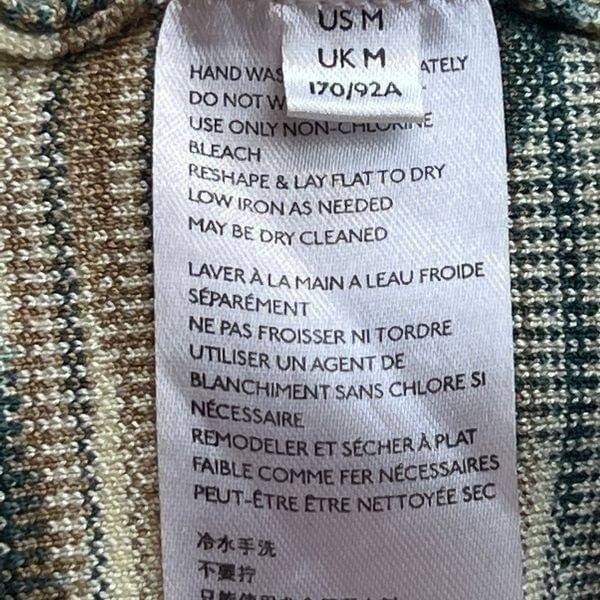 US M
UK M
170/92A
HAND WAS ATELY
DO NOT W
USE ONLY NON-CHLORINE
BLEACH
RESHAPE & LAY FLAT TO DRY
LOW IRON AS NEEDED
MAY BE DRY CLEANED
LAVER À LA MAIN A LEAU FROIDE
SÉPARÉMENT
NE PAS FROISSER NI TORDRE
UTILISER UN AGENT DE
BLANCHIMENT SANS CHLORE SI
NÉCESSAIRE
REMODELER ET SÉCHER À PLAT
FAIBLE COMME FER NÉCESSAIRES
PEUT-ÊTRE ÊTRE NETTOYÉE SEC
冷水手洗
不要拧